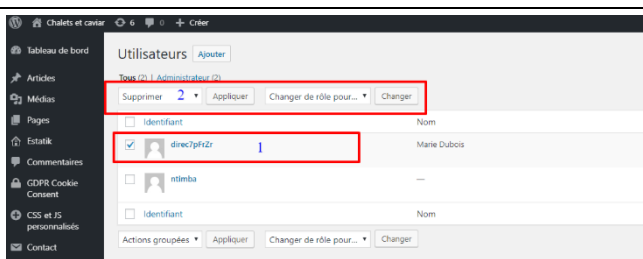 Chalets et caviar 6 0 + Créer
Tableau de bord
Articles
Médias
Pages
Estatik
Commentaires
GDPR Cookie
Consent
CSS et JS
personnalisés
Contact
Utilisateurs Ajouter
Tous (2) | Administrateur (2)
Supprimer 2 Appliquer Changer de rôle pour... Changer
Identifiant Nom
direc7pFrZr 1 Marie Dubois
ntimba —
Identifiant Nom
Actions groupées Appliquer Changer de rôle pour... Changer